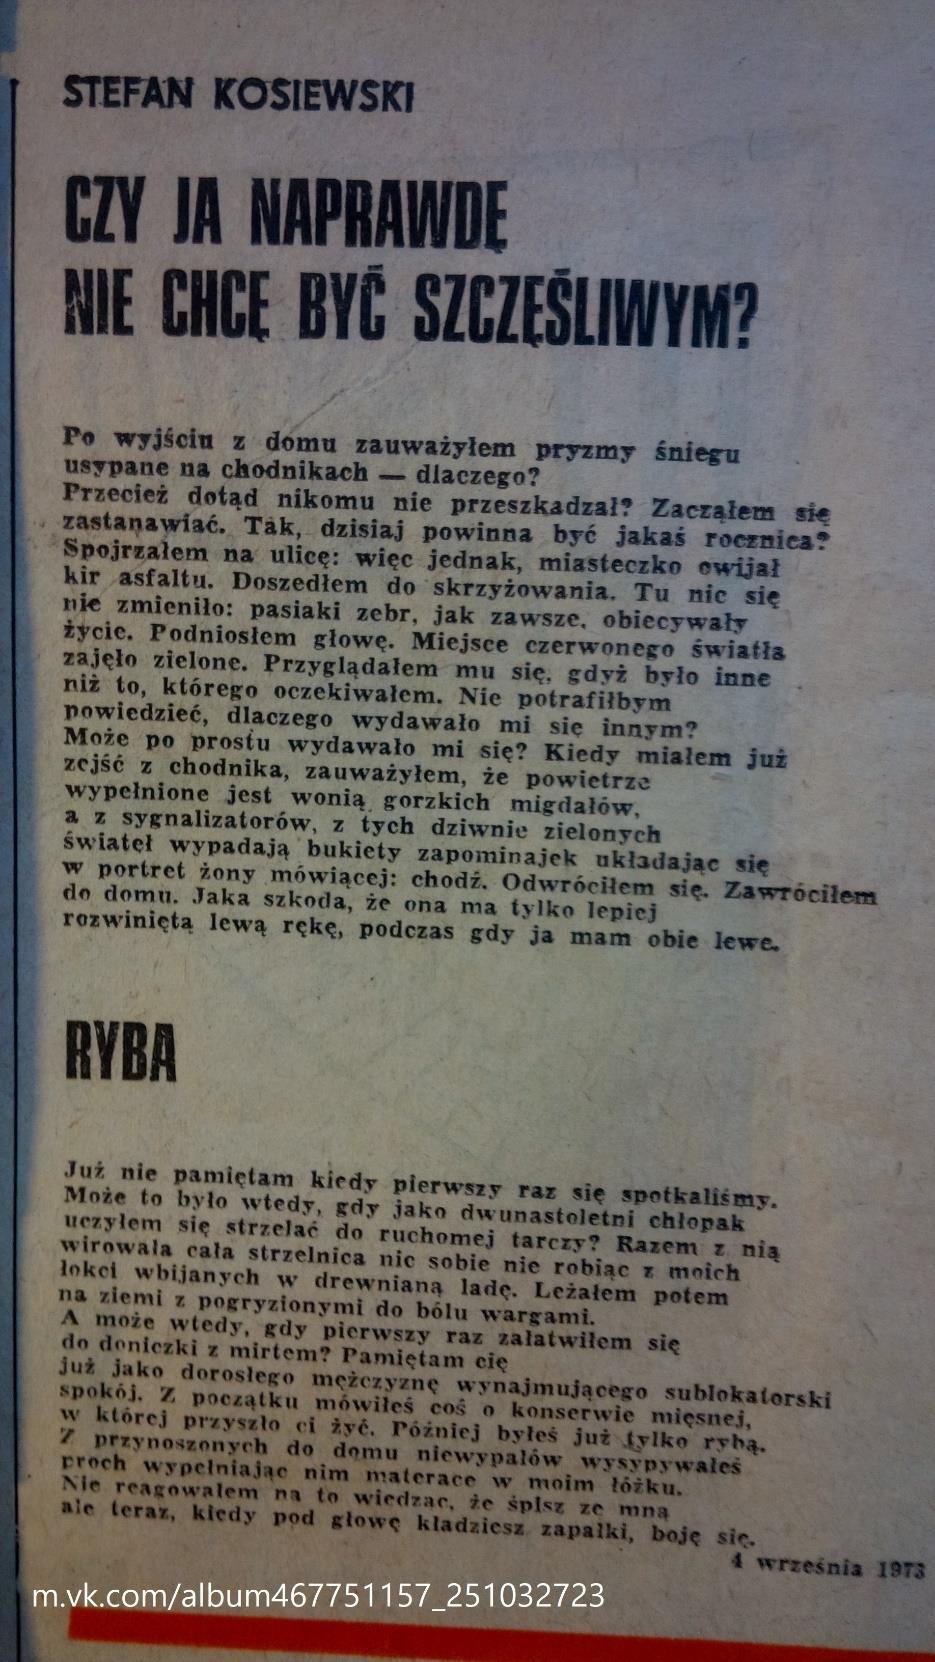 STEFAN KOSIEWSKI
CZY JA NAPRAWDĘ
NIE CHCĘ BYĆ SZCZĘŚLIWYM?
Po wyjściu z domu zauważyłem pryzmy śniegu
usypane na chodnikach — dlaczego?
Przecież dotąd nikomu nie przeszkadzał? Zacząłem się
zastanawiać. Tak, dzisiaj powinna być jakaś rocznica?
Spojrzałem na ulicę: więc jednak, miasteczko owijał
kir asfaltu. Doszedłem do skrzyżowania. Tu nic się
nie zmieniło: pasiaki zebr, jak zawsze, obiecywały
życie. Podniosłem głowę. Miejsce czerwonego światła
zajęło zielone. Przyglądałem mu się, gdyż było inne
niż to, którego oczekiwałem. Nie potrafiłbym
powiedzieć, dlaczego wydawało mi się innym?
Może po prostu wydawało mi się? Kiedy miałem już
zejść z chodnika, zauważyłem, że powietrze
wypełnione jest wonią gorzkich migdałów,
a z sygnalizatorów, z tych dziwnie zielonych
świateł wypadają bukiety zapominajek układając się
w portret żony mówiącej: chodź. Odwróciłem się. Zawróciłem
do domu. Jaka szkoda, że ona ma tylko lepiej
rozwiniętą lewą rękę, podczas gdy ja mam obie lewe.
RYBA
Już nie pamiętam kiedy pierwszy raz się spotkaliśmy.
Może to było wtedy, gdy jako dwunastoletni chłopak
uczyłem się strzelać do ruchomej tarczy? Razem z nią
wirowała cała strzelnica nic sobie nie robiąc z moich
łokci wbijanych w drewnianą ladę. Leżałem potem
na ziemi z pogryzionymi do bólu wargami.
A może wtedy, gdy pierwszy raz załatwiłem się
do doniczki z mirtem? Pamiętam cię
już jako dorosłego mężczyznę wynajmującego sublokatorski
spokój. Z początku mówiłeś coś o konserwie mięsnej,
w której przyszło ci żyć. Później byłeś już tylko rybą.
Z przynoszonych do domu niewypałów wysypywałeś
proch wypełniając nim materace w moim łóżku.
Nie reagowałem na to wiedząc, że śpisz ze mną
ale teraz, kiedy pod głowę kładziesz zapałki, boję się.
4 września 1973
m.vk.com/album467751157_251032723